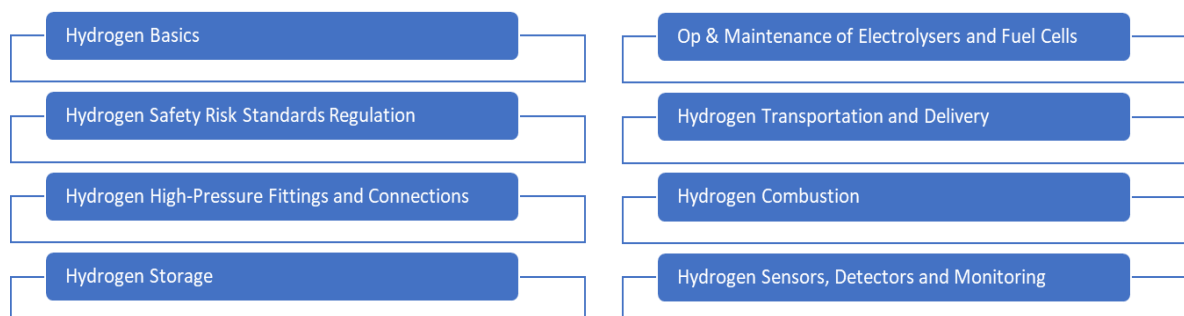 Hydrogen Basics
Hydrogen Safety Risk Standards Regulation
Hydrogen High-Pressure Fittings and Connections
Hydrogen Storage
Op & Maintenance of Electrolysers and Fuel Cells
Hydrogen Transportation and Delivery
Hydrogen Combustion
Hydrogen Sensors, Detectors and Monitoring